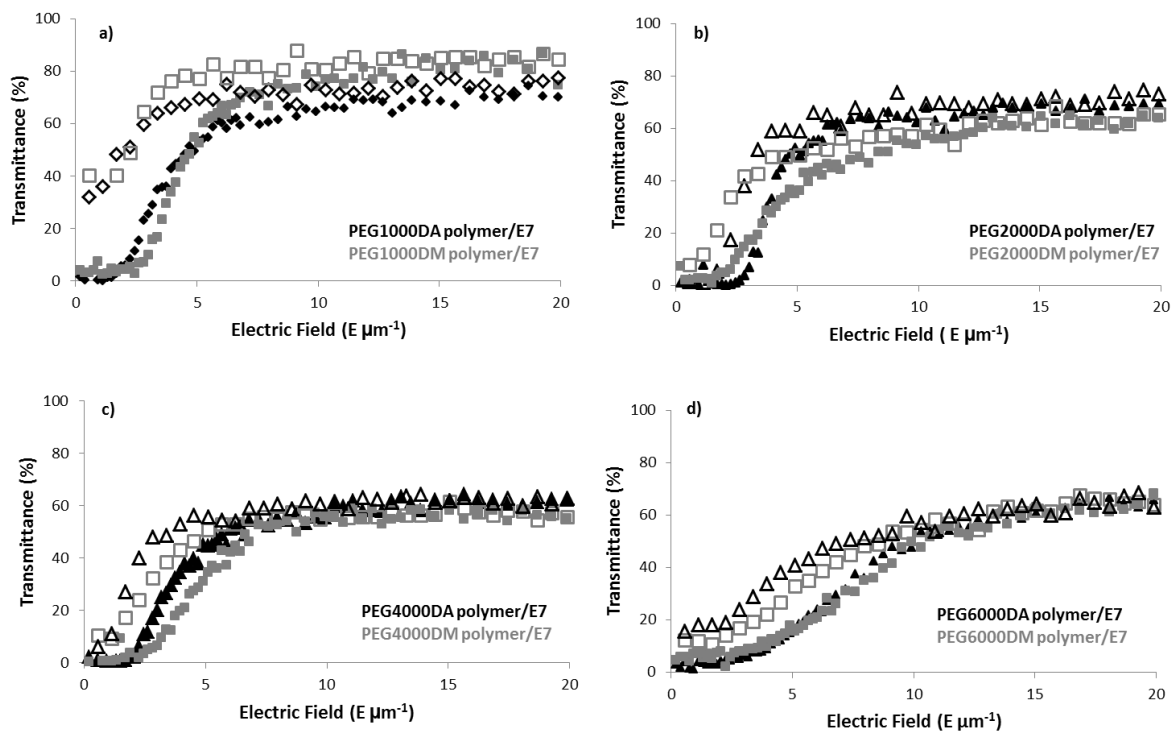 a)
100
80
60
40
20
0
Transmittance (%)
PEG1000DA polymer/E7
PEG1000DM polymer/E7
0 5 10 15 20
Electric Field (E µm-1)
b)
100
80
60
40
20
0
Transmittance (%)
PEG2000DA polymer/E7
PEG2000DM polymer/E7
0 5 10 15 20
Electric Field ( E µm-1)
c)
100
80
60
40
20
0
Transmittance (%)
PEG4000DA polymer/E7
PEG4000DM polymer/E7
0 5 10 15 20
Electric Field (E µm-1)
d)
100
80
60
40
20
0
Transmittance (%)
PEG6000DA polymer/E7
PEG6000DM polymer/E7
0 5 10 15 20
Electric Field (E µm-1)